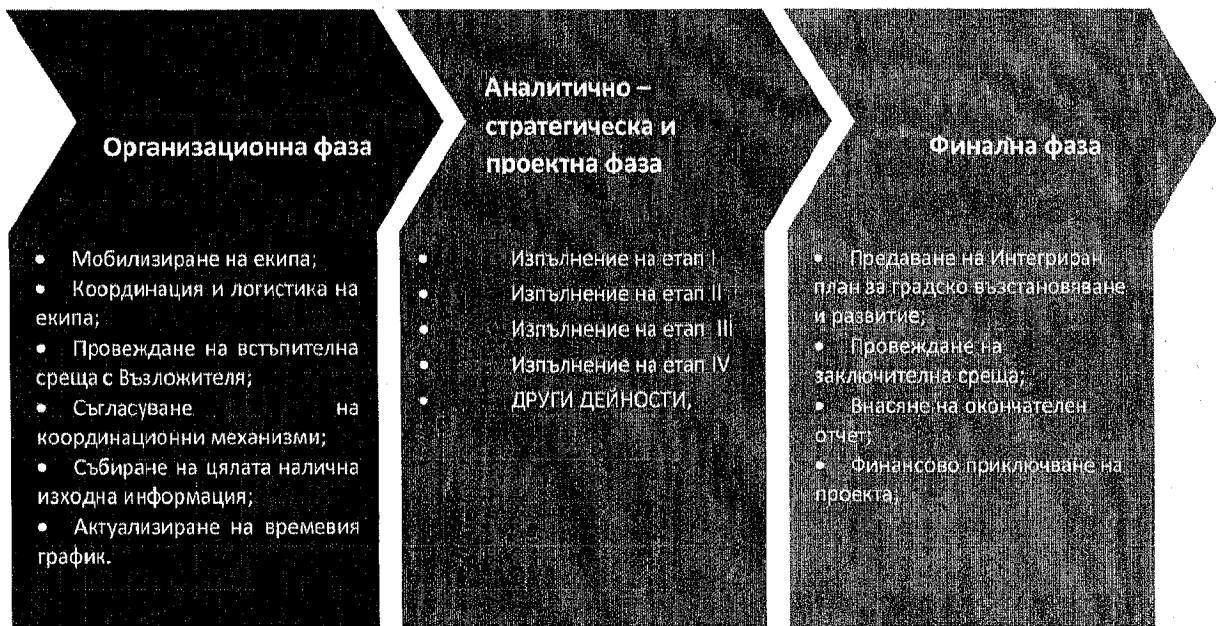 Организационна фаза
• Мобилизиране на екипа;
• Координация и логистика на
екипа;
• Провеждане на встъпителна
среща с Възложителя;
• Съгласуване на
координационни механизми;
• Събиране на цялата налична
изходна информация;
• Актуализиране на времевия
график.
Аналитично –
стратегическа и
проектна фаза
• Изпълнение на етап I
• Изпълнение на етап II
• Изпълнение на етап III
• Изпълнение на етап IV
• ДРУГИ ДЕЙНОСТИ,
Финална фаза
• Предаване на Интегриран
план за градско възстановяване
и развитие;
• Провеждане на
заключителна среща;
• Внасяне на окончателен
отчет;
• Финансово приключване на
проекта;